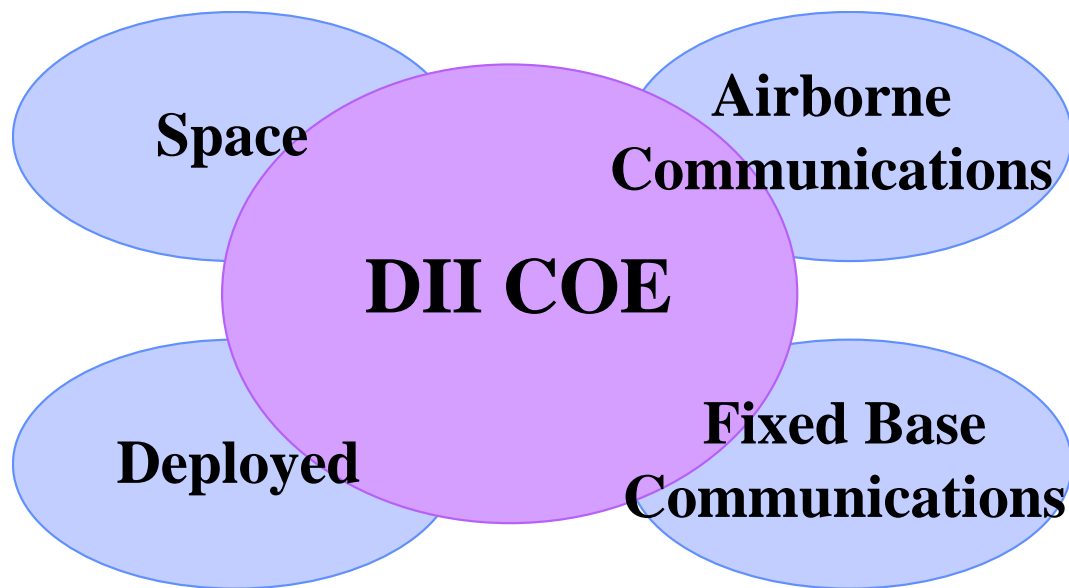 Space
Airborne
Communications
DII COE
Deployed
Fixed Base
Communications